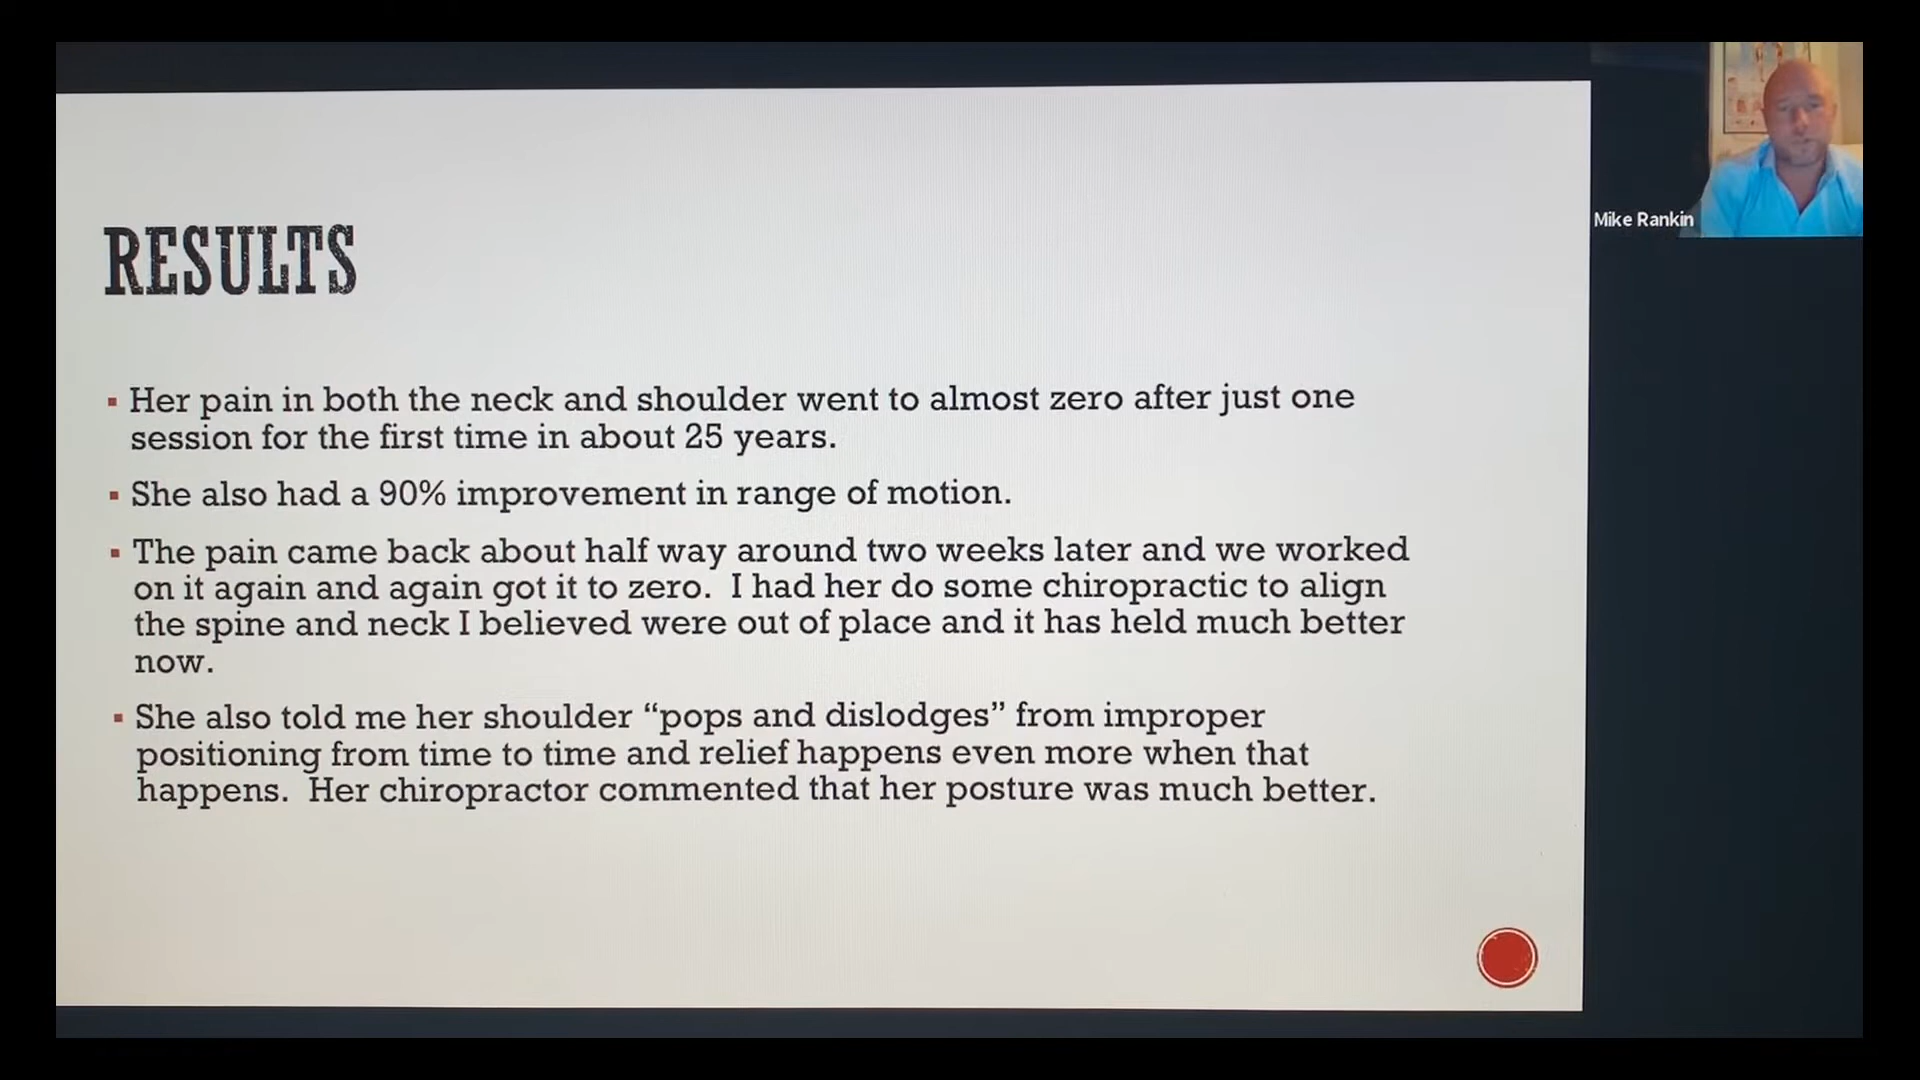 RESULTS
▪ Her pain in both the neck and shoulder went to almost zero after just one
session for the first time in about 25 years.
▪ She also had a 90% improvement in range of motion.
▪ The pain came back about half way around two weeks later and we worked
on it again and again got it to zero.  I had her do some chiropractic to align
the spine and neck I believed were out of place and it has held much better
now.
▪ She also told me her shoulder “pops and dislodges” from improper
positioning from time to time and relief happens even more when that
happens.  Her chiropractor commented that her posture was much better.
Mike Rankin